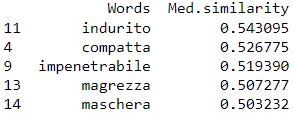 Words Med.similarity
11 indurito 0.543095
4 compatta 0.526775
9 impenetrabile 0.519390
13 magrezza 0.507277
14 maschera 0.503232